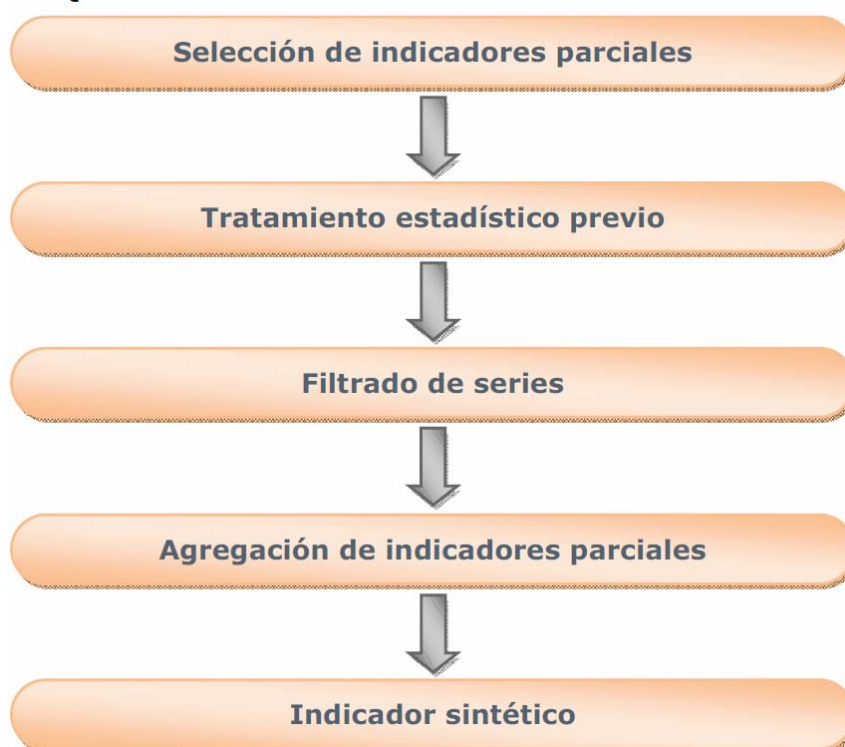 Selección de indicadores parciales
Tratamiento estadístico previo
Filtrado de series
Agregación de indicadores parciales
Indicador sintético